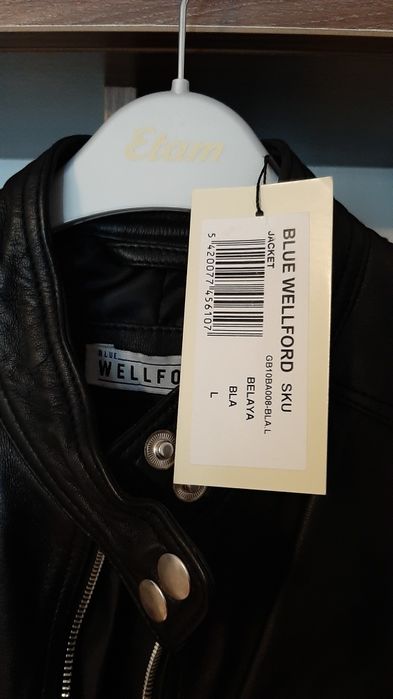 Etam
BLUE WELLFORD SKU
JACKET
GB10BA008-BLA.L
5 420077 456107
BELAYA
BLA
L
BLUE
WELLFO